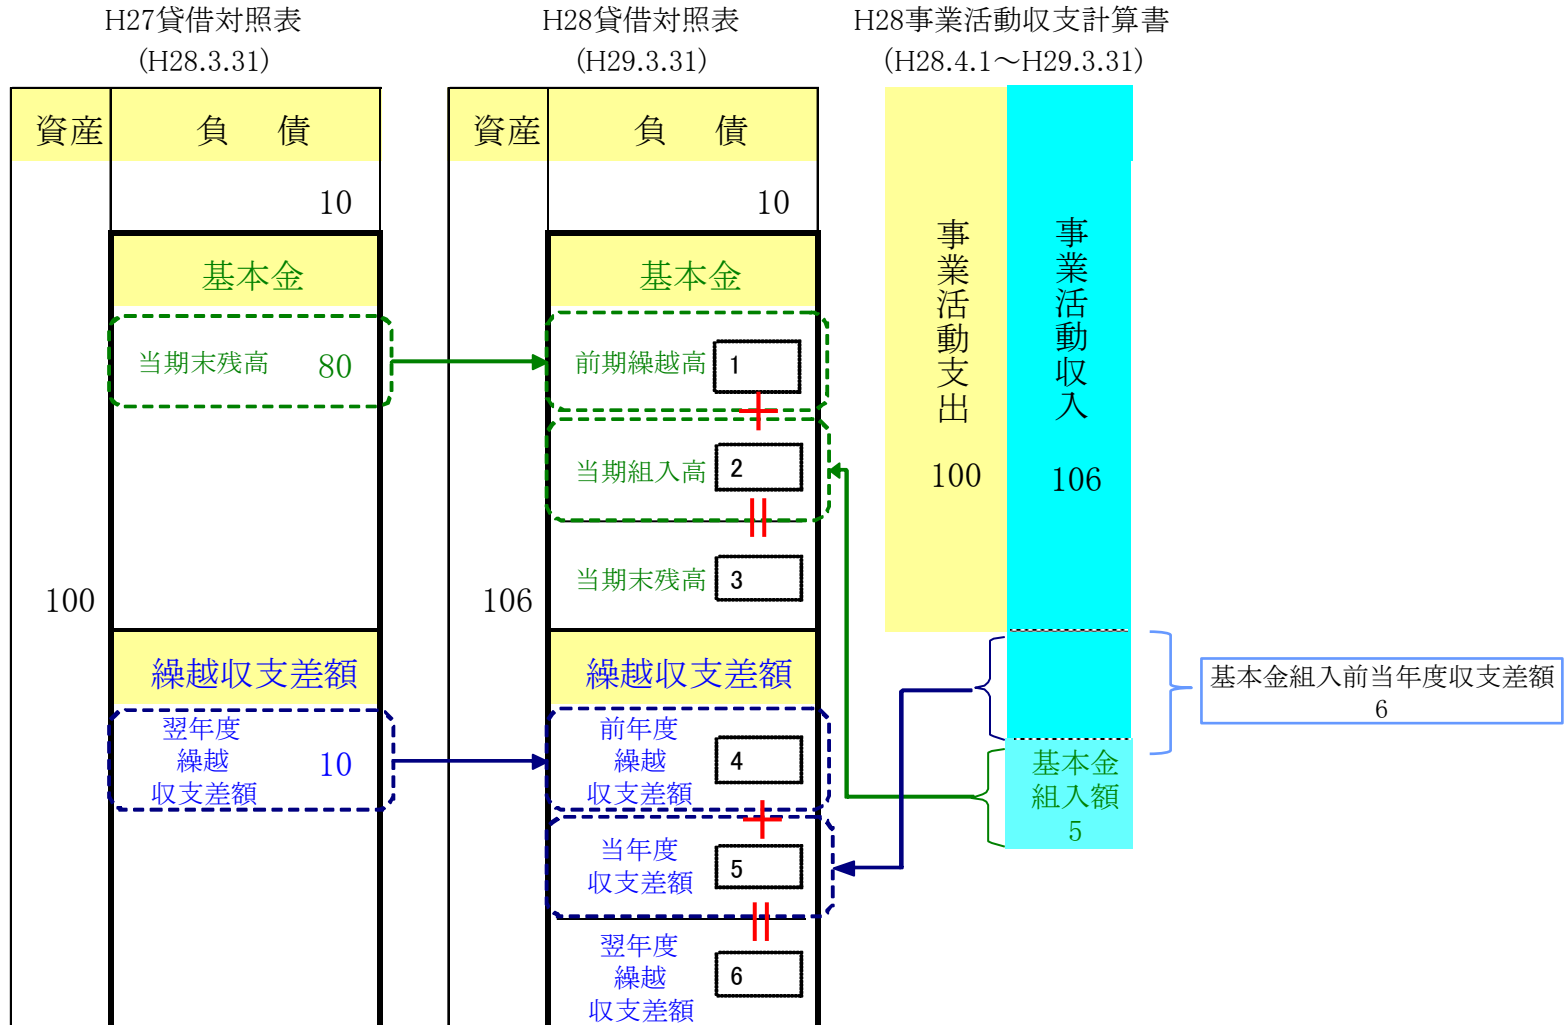 H27貸借対照表
(H28.3.31)
H28貸借対照表
(H29.3.31)
H28事業活動収支計算書
(H28.4.1～H29.3.31)
資産
負　債
10
基本金
当期末残高 80
100
繰越収支差額
翌年度
繰越
収支差額
10
資産
負　債
10
基本金
前期繰越高 1
+
当期組入高 2
||
当期末残高 3
106
繰越収支差額
前年度
繰越
収支差額
4
+
当年度
収支差額
5
||
翌年度
繰越
収支差額
6
事業活動支出
100
事業活動収入
106
基本金
組入額
5
基本金組入前当年度収支差額
6